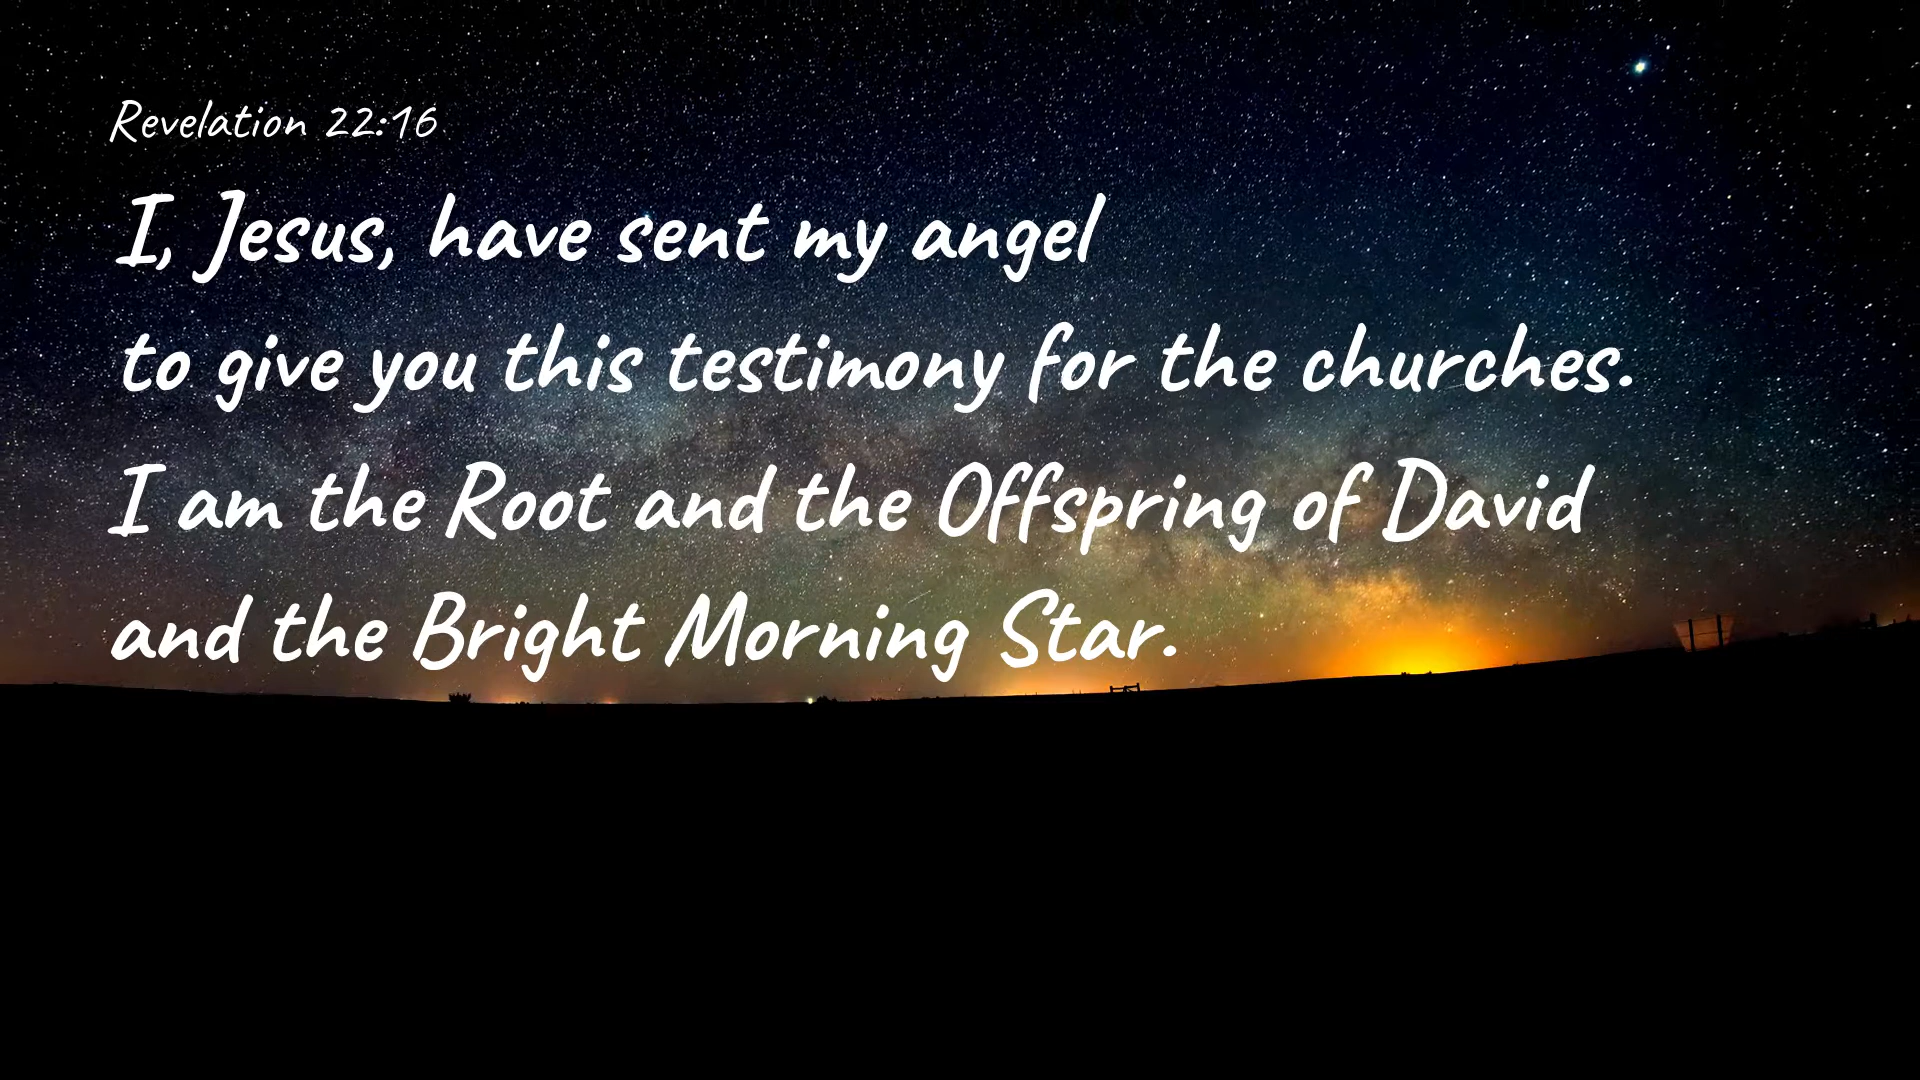 Revelation 22:16
I, Jesus, have sent my angel
to give you this testimony for the churches.
I am the Root and the Offspring of David
and the Bright Morning Star.